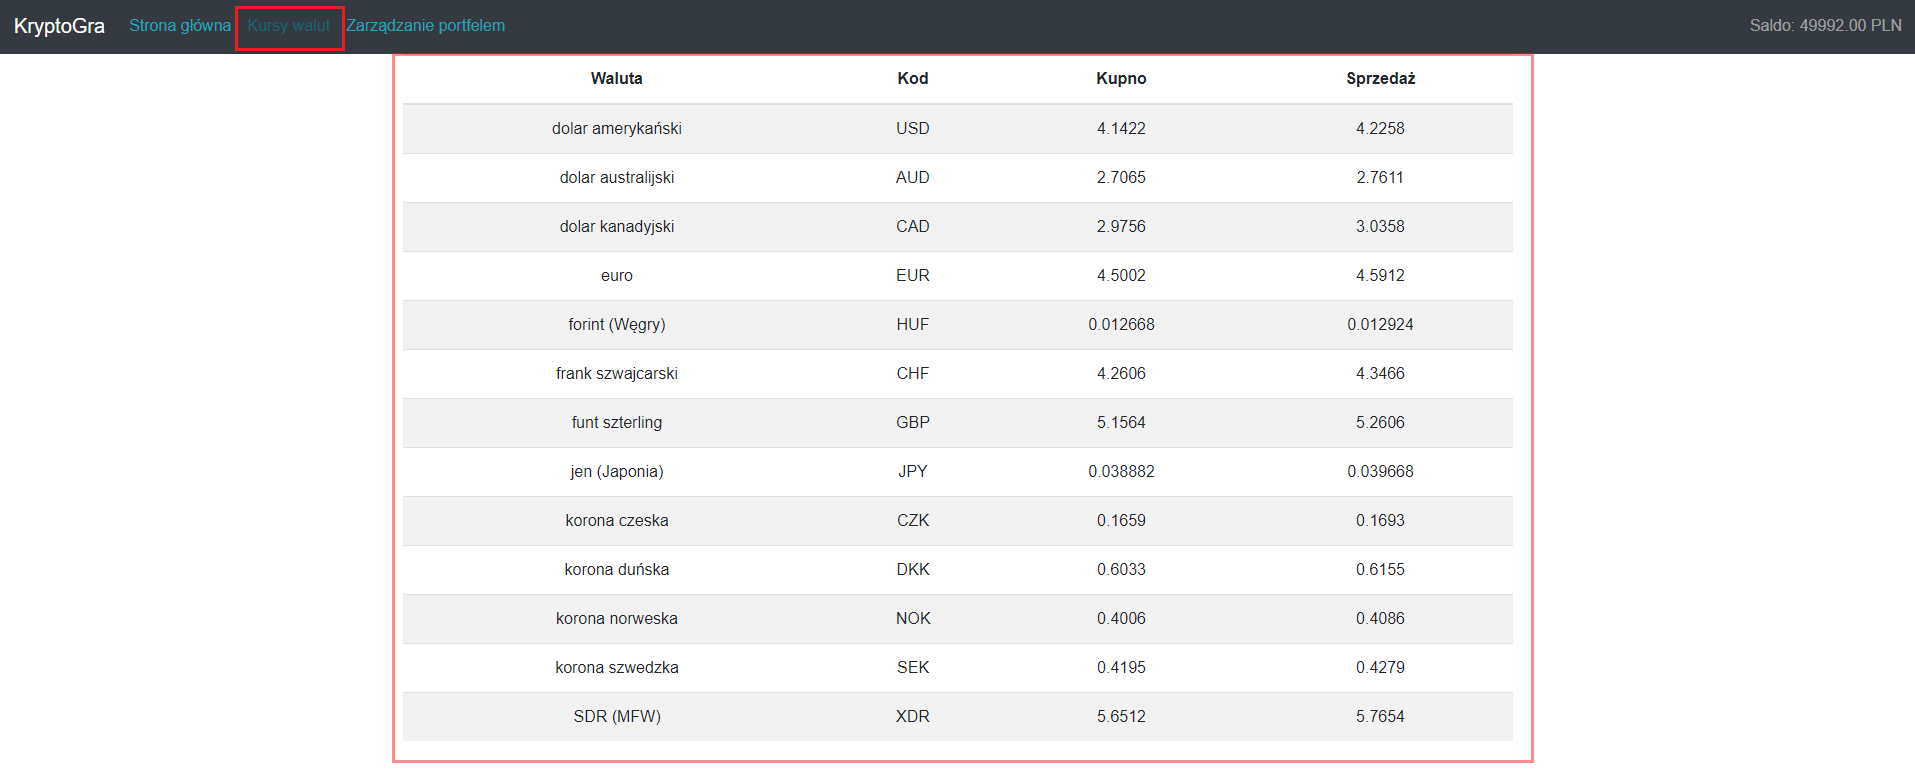 KryptoGra Strona główna Kursy walut Zarządzanie portfelem Saldo: 49992.00 PLN
Waluta Kod Kupno Sprzedaż
dolar amerykański USD 4.1422 4.2258
dolar australijski AUD 2.7065 2.7611
dolar kanadyjski CAD 2.9756 3.0358
euro EUR 4.5002 4.5912
forint (Węgry) HUF 0.012668 0.012924
frank szwajcarski CHF 4.2606 4.3466
funt szterling GBP 5.1564 5.2606
jen (Japonia) JPY 0.038882 0.039668
korona czeska CZK 0.1659 0.1693
korona duńska DKK 0.6033 0.6155
korona norweska NOK 0.4006 0.4086
korona szwedzka SEK 0.4195 0.4279
SDR (MFW) XDR 5.6512 5.7654